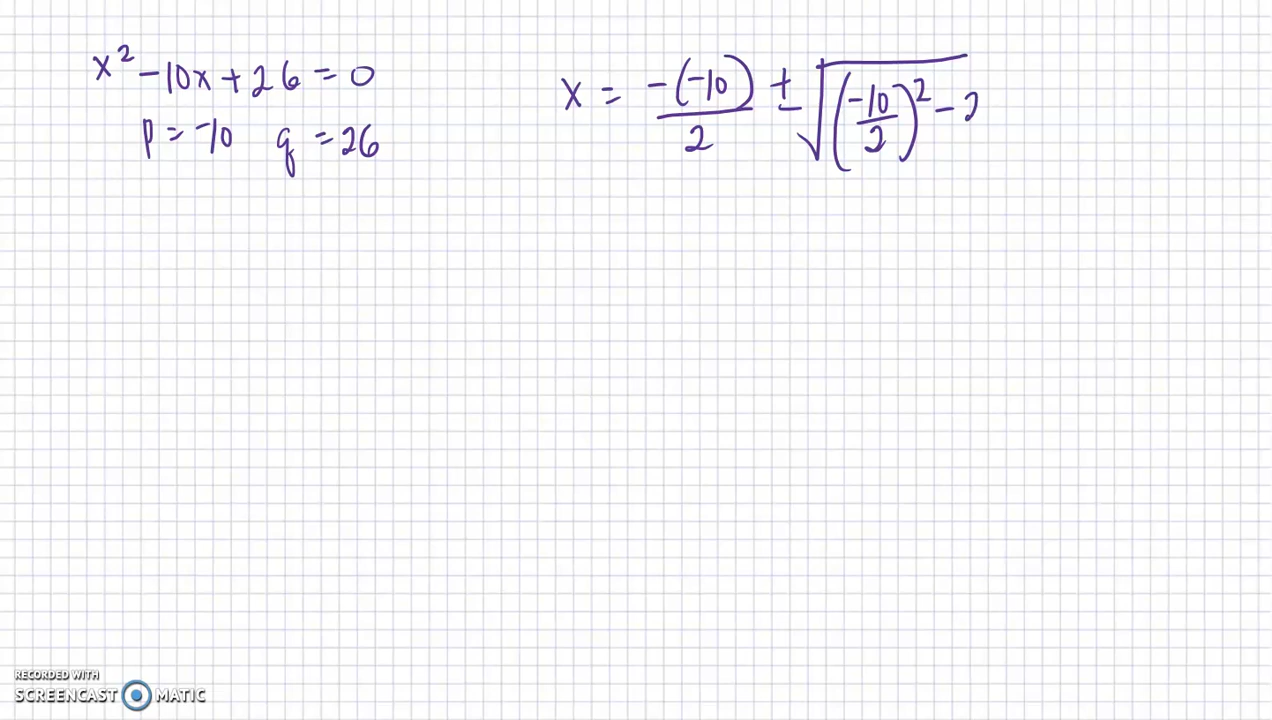 x² -10x + 26 = 0
p = -10 q = 26
x = -(-10)/2 ± √((-10/2)² - 2
RECORDED WITH
SCREENCAST MATIC